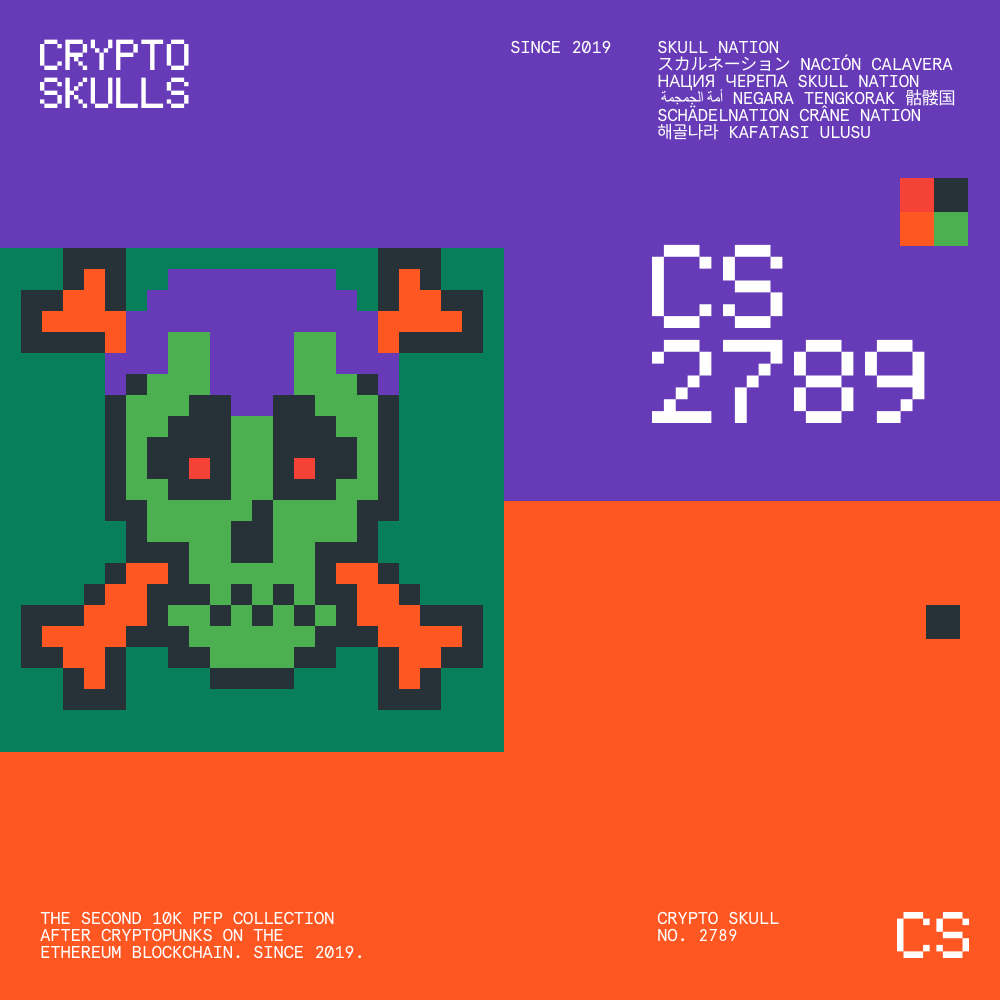 CRYPTO
SKULLS
SINCE 2019
SKULL NATION
スカルネーション NACIÓN CALAVERA
НАЦИЯ ЧЕРЕПА SKULL NATION
أمة الجمجمة NEGARA TENGKORAK 骷髅国
SCHÄDELNATION CRÂNE NATION
해골나라 KAFATASI ULUSU
CS
2789
THE SECOND 10K PFP COLLECTION
AFTER CRYPTOPUNKS ON THE
ETHEREUM BLOCKCHAIN. SINCE 2019.
CRYPTO SKULL
NO. 2789
CS